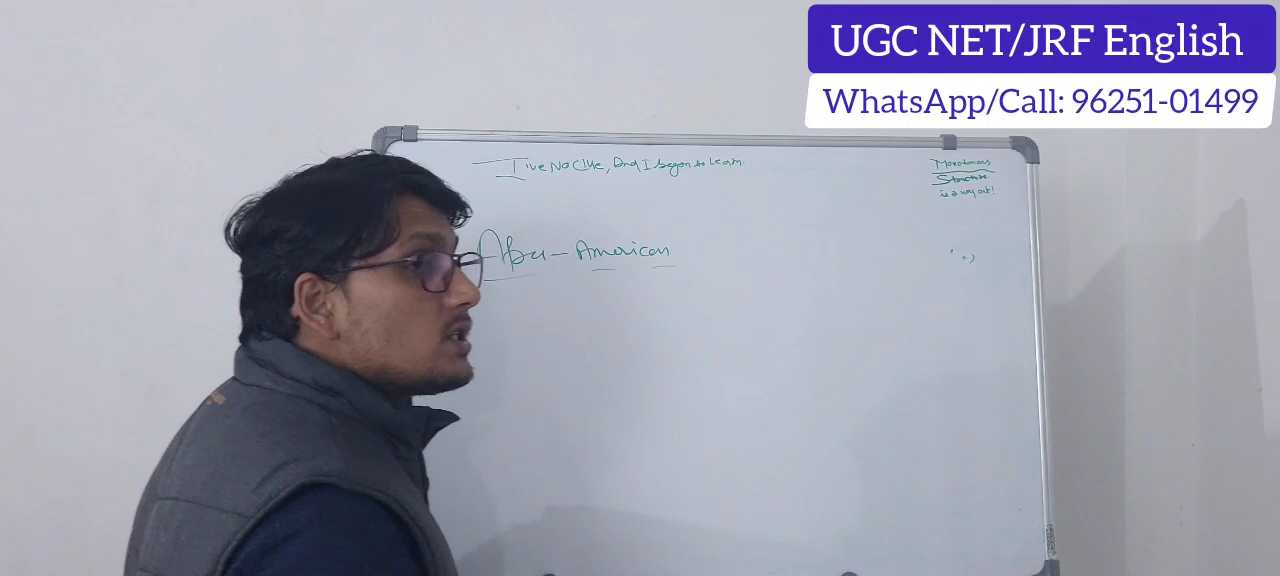 UGC NET/JRF English
WhatsApp/Call: 96251-01499
I've No Clue, And I began to Learn.
Monotonous
Structure
is a way out!
Afro-American